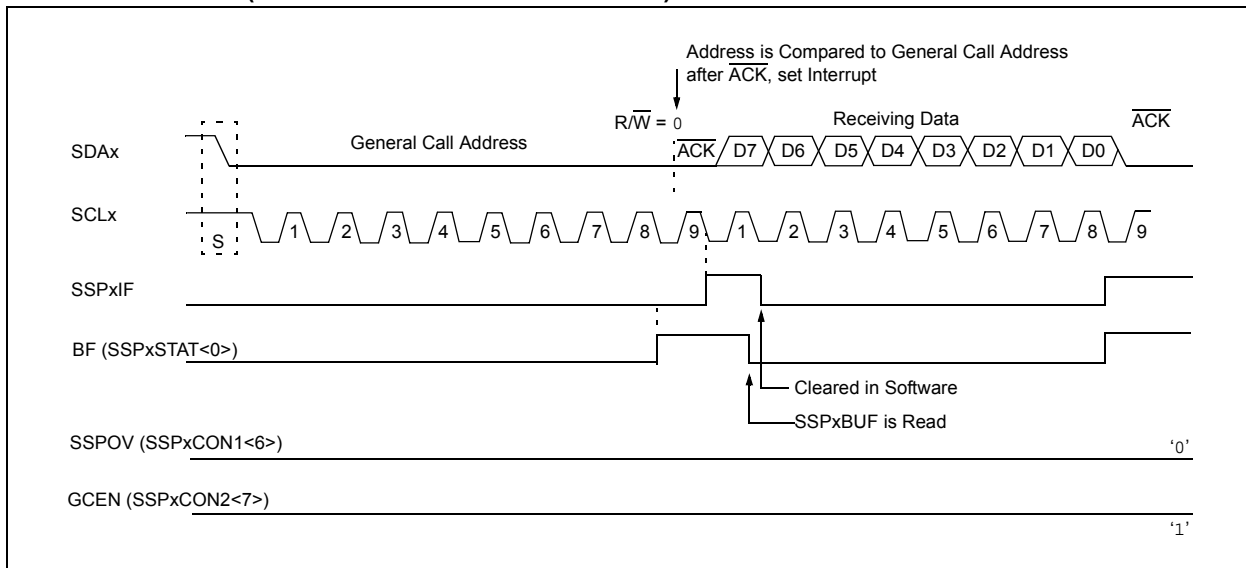 Address is Compared to General Call Address
after ACK, set Interrupt
R/W = 0
Receiving Data
ACK
SDAx
General Call Address
ACK D7 D6 D5 D4 D3 D2 D1 D0
SCLx
S
1 2 3 4 5 6 7 8 9 1 2 3 4 5 6 7 8 9
SSPxIF
BF (SSPxSTAT<0>)
Cleared in Software
SSPxBUF is Read
SSPOV (SSPxCON1<6>)
‘0’
GCEN (SSPxCON2<7>)
‘1’